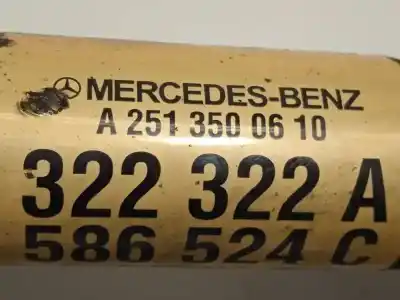 MERCEDES-BENZ
A 251 350 06 10
322 322 A
586 524 C